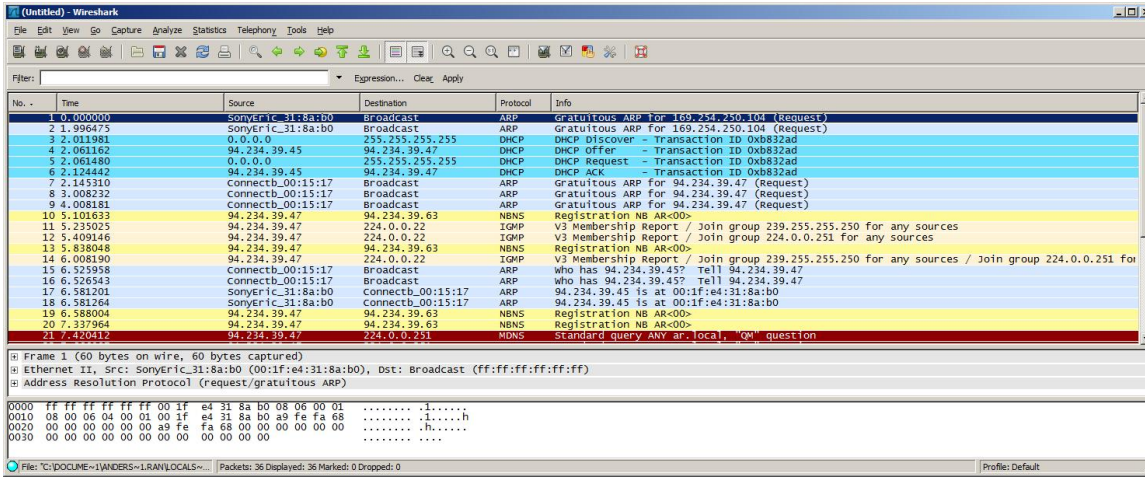 (Untitled) - Wireshark
File Edit View Go Capture Analyze Statistics Telephony Tools Help
Filter: Expression... Clear Apply
No. . Time Source Destination Protocol Info
1 0.000000 SonyEric_31:8a:b0 Broadcast ARP Gratuitous ARP for 169.254.250.104 (Request)
2 1.996475 SonyEric_31:8a:b0 Broadcast ARP Gratuitous ARP for 169.254.250.104 (Request)
3 2.011981 0.0.0.0 255.255.255.255 DHCP DHCP Discover - Transaction ID 0xb832ad
4 2.061162 94.234.39.45 94.234.39.47 DHCP DHCP Offer - Transaction ID 0xb832ad
5 2.061480 0.0.0.0 255.255.255.255 DHCP DHCP Request - Transaction ID 0xb832ad
6 2.124442 94.234.39.45 94.234.39.47 DHCP DHCP ACK - Transaction ID 0xb832ad
7 2.145310 Connectb_00:15:17 Broadcast ARP Gratuitous ARP for 94.234.39.47 (Request)
8 3.008232 Connectb_00:15:17 Broadcast ARP Gratuitous ARP for 94.234.39.47 (Request)
9 4.008181 Connectb_00:15:17 Broadcast ARP Gratuitous ARP for 94.234.39.47 (Request)
10 5.101633 94.234.39.47 94.234.39.63 NBNS Registration NB AR<00>
11 5.235025 94.234.39.47 224.0.0.22 IGMP V3 Membership Report / Join group 239.255.255.250 for any sources
12 5.409146 94.234.39.47 224.0.0.22 IGMP V3 Membership Report / Join group 224.0.0.251 for any sources
13 5.838048 94.234.39.47 94.234.39.63 NBNS Registration NB AR<00>
14 6.008190 94.234.39.47 224.0.0.22 IGMP V3 Membership Report / Join group 239.255.255.250 for any sources / Join group 224.0.0.251 for
15 6.525958 Connectb_00:15:17 Broadcast ARP Who has 94.234.39.45? Tell 94.234.39.47
16 6.526543 Connectb_00:15:17 Broadcast ARP Who has 94.234.39.45? Tell 94.234.39.47
17 6.581201 SonyEric_31:8a:b0 Connectb_00:15:17 ARP 94.234.39.45 is at 00:1f:e4:31:8a:b0
18 6.581264 SonyEric_31:8a:b0 Connectb_00:15:17 ARP 94.234.39.45 is at 00:1f:e4:31:8a:b0
19 6.588004 94.234.39.47 94.234.39.63 NBNS Registration NB AR<00>
20 7.337964 94.234.39.47 94.234.39.63 NBNS Registration NB AR<00>
21 7.420412 94.234.39.47 224.0.0.251 MDNS Standard query ANY ar.local, "QM" question
Frame 1 (60 bytes on wire, 60 bytes captured)
Ethernet II, Src: SonyEric_31:8a:b0 (00:1f:e4:31:8a:b0), Dst: Broadcast (ff:ff:ff:ff:ff:ff)
Address Resolution Protocol (request/gratuitous ARP)
0000 ff ff ff ff ff ff 00 1f e4 31 8a b0 08 06 00 01 ........ .1......
0010 08 00 06 04 00 01 00 1f e4 31 8a b0 a9 fe fa 68 ........ .1.....h
0020 00 00 00 00 00 00 a9 fe fa 68 00 00 00 00 00 00 ........ .h......
0030 00 00 00 00 00 00 00 00 00 00 00 00 ........ ....
File: "C:\DOCUME~1\ANDERS~1.RAN\LOCALS~... Packets: 36 Displayed: 36 Marked: 0 Dropped: 0 Profile: Default